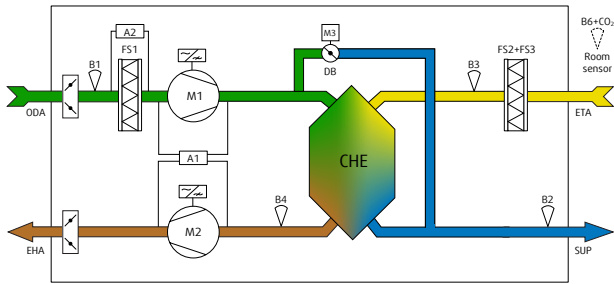 B6+CO₂
Room
sensor
A2
M3
B1
FS1
DB
B3
FS2+FS3
M1
ODA
ETA
A1
CHE
M2
B4
B2
EHA
SUP